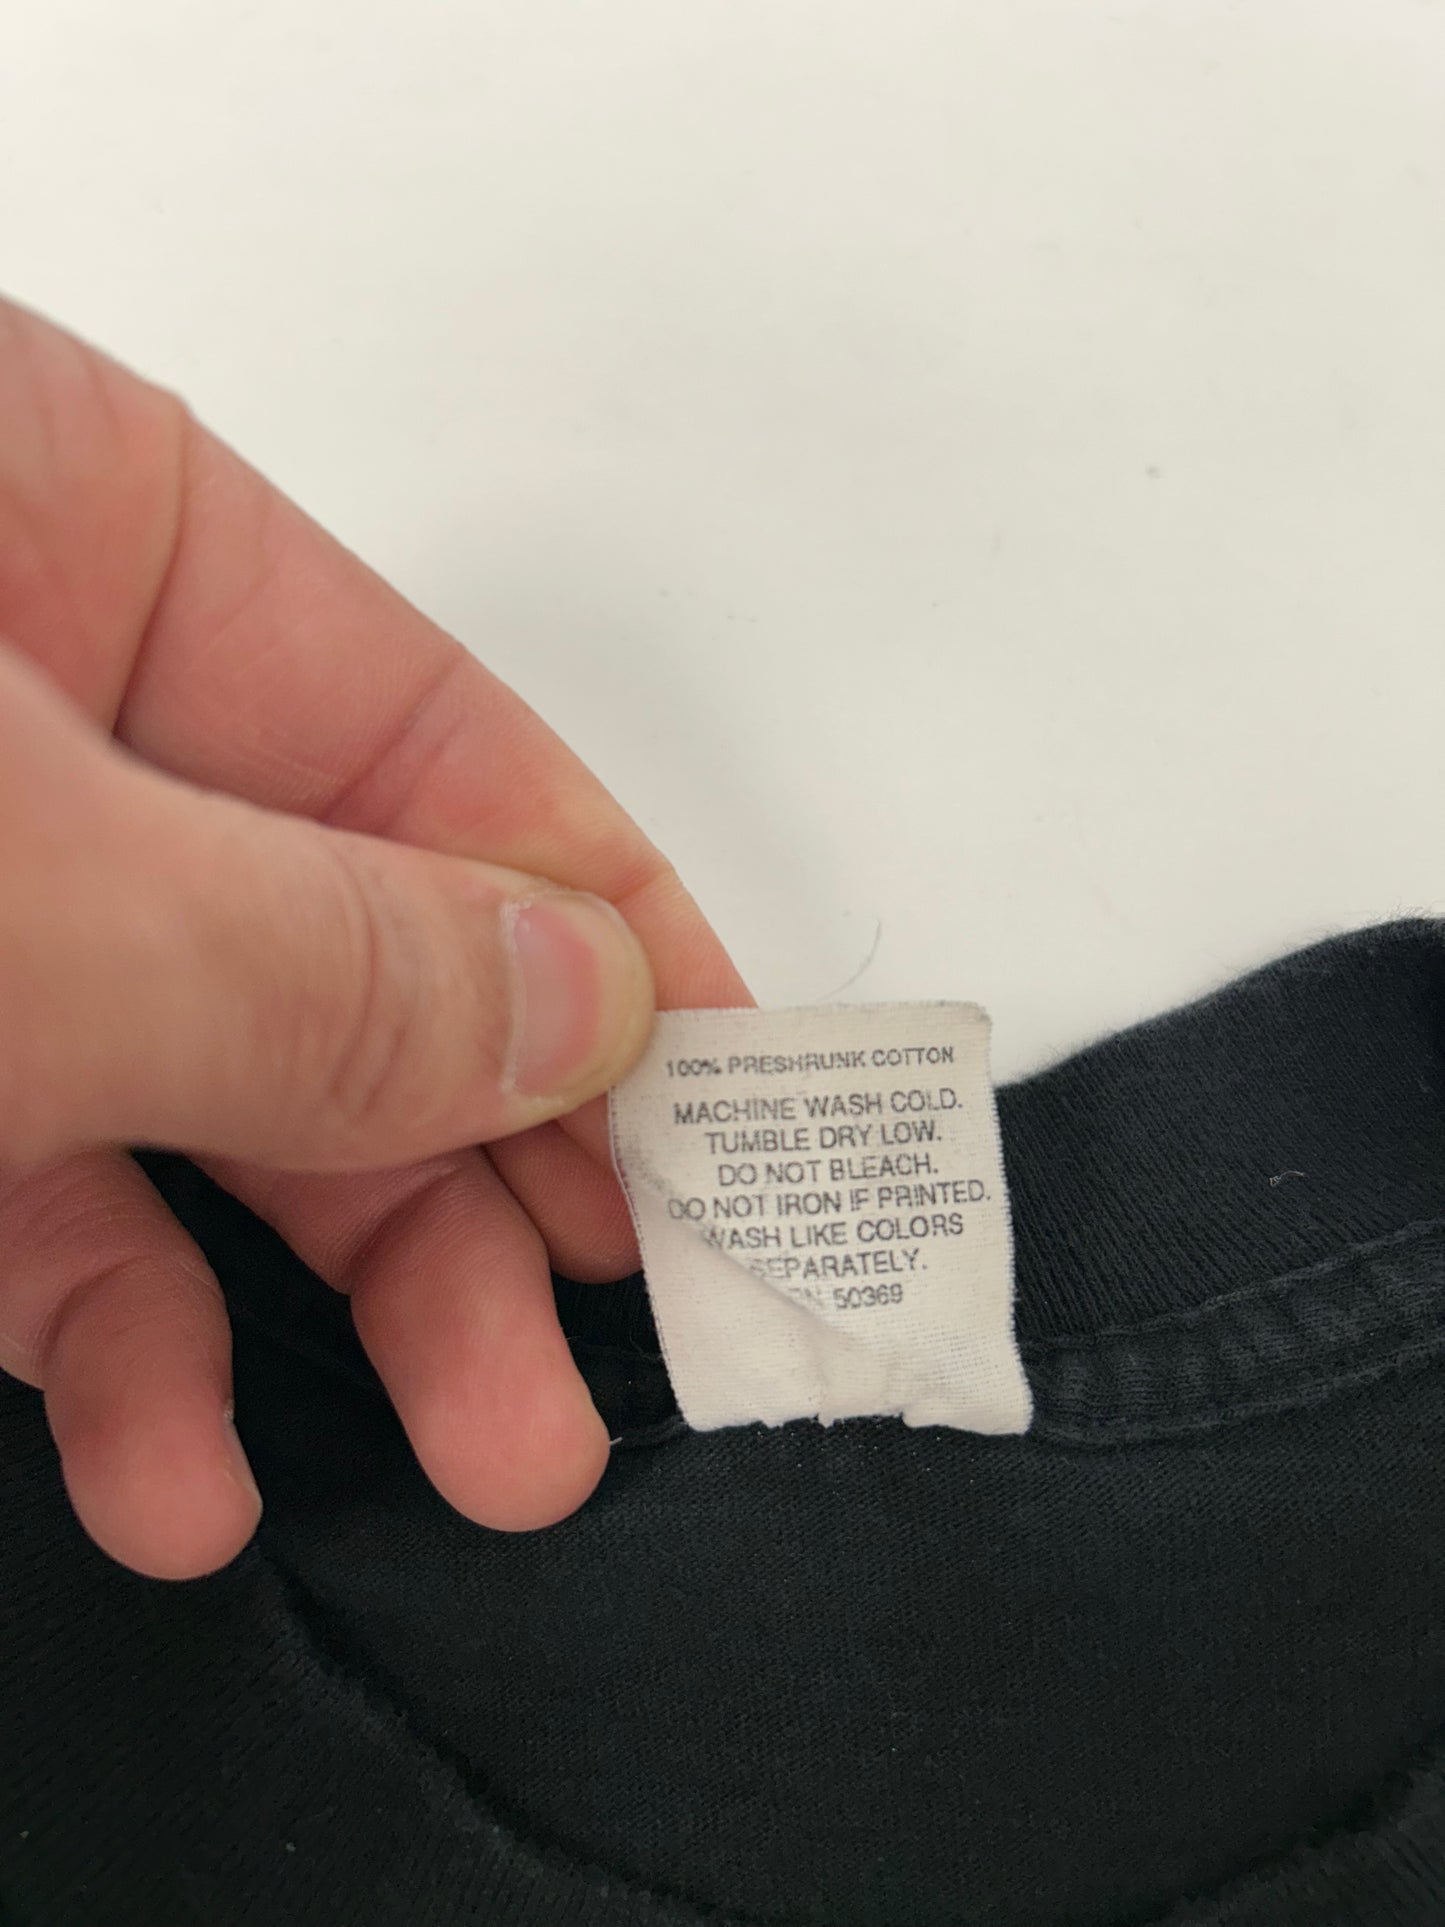 100% PRESHRUNK COTTON
MACHINE WASH COLD.
TUMBLE DRY LOW.
DO NOT BLEACH.
DO NOT IRON IF PRINTED.
WASH LIKE COLORS
SEPARATELY.
RN 50369